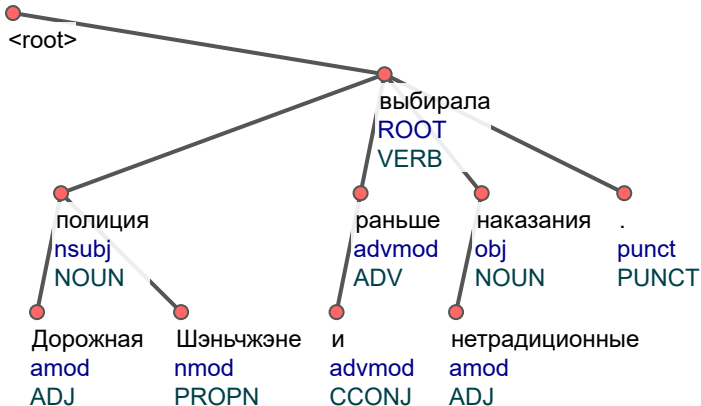 <root>
выбирала
ROOT
VERB
полиция раньше наказания .
nsubj advmod obj punct
NOUN ADV NOUN PUNCT
Дорожная Шэньчжэне и нетрадиционные
amod nmod advmod amod
ADJ PROPN CCONJ ADJ